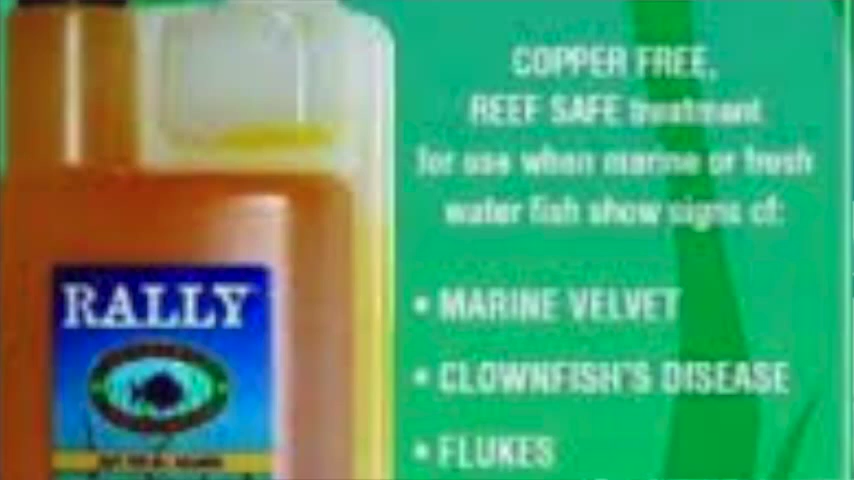 COPPER FREE,
REEF SAFE treatment
for use when marine or fresh
water fish show signs of:
• MARINE VELVET
• CLOWNFISH'S DISEASE
• FLUKES
RALLY